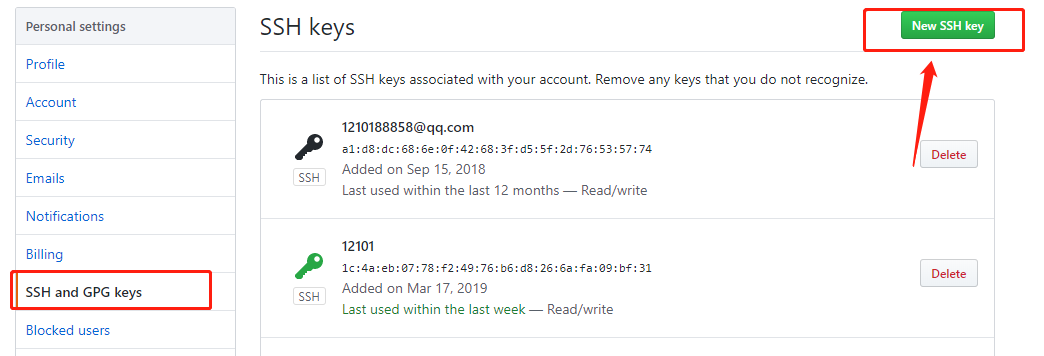 Personal settings
Profile
Account
Security
Emails
Notifications
Billing
SSH and GPG keys
Blocked users
SSH keys
New SSH key
This is a list of SSH keys associated with your account. Remove any keys that you do not recognize.
1210188858@qq.com
a1:d8:dc:68:6e:0f:42:68:3f:d5:5f:2d:76:53:57:74
SSH
Added on Sep 15, 2018
Last used within the last 12 months — Read/write
Delete
12101
1c:4a:eb:07:78:f2:49:76:b6:d8:26:6a:fa:09:bf:31
SSH
Added on Mar 17, 2019
Last used within the last week — Read/write
Delete